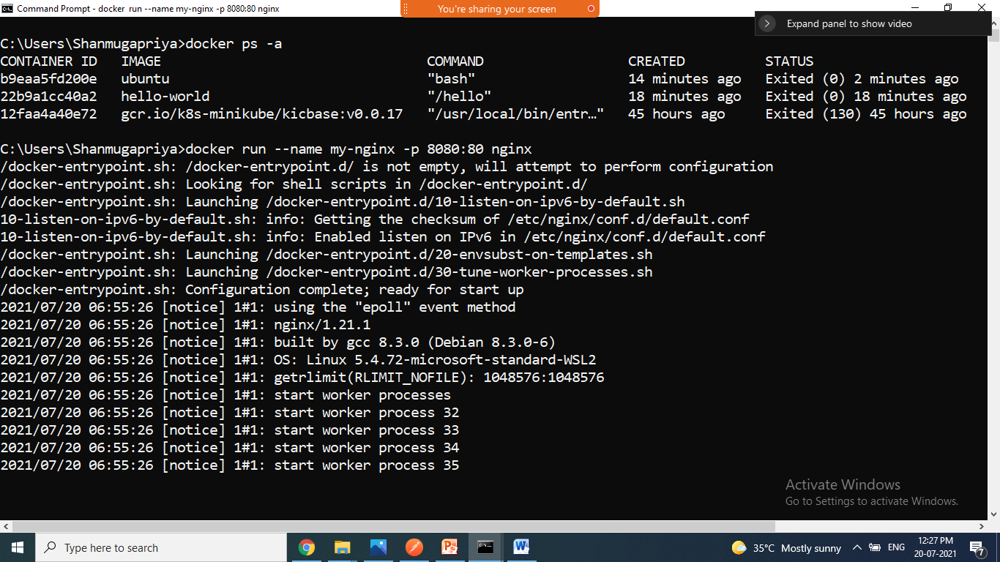 Command Prompt - docker  run --name my-nginx -p 8080:80 nginx
You're sharing your screen
Expand panel to show video
C:\Users\Shanmugapriya>docker ps -a
CONTAINER ID   IMAGE                                 COMMAND                  CREATED          STATUS
b9eaa5fd200e   ubuntu                                "bash"                   14 minutes ago   Exited (0) 2 minutes ago
22b9a1cc40a2   hello-world                           "/hello"                 18 minutes ago   Exited (0) 18 minutes ago
12faa4a40e72   gcr.io/k8s-minikube/kicbase:v0.0.17   "/usr/local/bin/entr…"   45 hours ago     Exited (130) 45 hours ago
C:\Users\Shanmugapriya>docker run --name my-nginx -p 8080:80 nginx
/docker-entrypoint.sh: /docker-entrypoint.d/ is not empty, will attempt to perform configuration
/docker-entrypoint.sh: Looking for shell scripts in /docker-entrypoint.d/
/docker-entrypoint.sh: Launching /docker-entrypoint.d/10-listen-on-ipv6-by-default.sh
10-listen-on-ipv6-by-default.sh: info: Getting the checksum of /etc/nginx/conf.d/default.conf
10-listen-on-ipv6-by-default.sh: info: Enabled listen on IPv6 in /etc/nginx/conf.d/default.conf
/docker-entrypoint.sh: Launching /docker-entrypoint.d/20-envsubst-on-templates.sh
/docker-entrypoint.sh: Launching /docker-entrypoint.d/30-tune-worker-processes.sh
/docker-entrypoint.sh: Configuration complete; ready for start up
2021/07/20 06:55:26 [notice] 1#1: using the "epoll" event method
2021/07/20 06:55:26 [notice] 1#1: nginx/1.21.1
2021/07/20 06:55:26 [notice] 1#1: built by gcc 8.3.0 (Debian 8.3.0-6)
2021/07/20 06:55:26 [notice] 1#1: OS: Linux 5.4.72-microsoft-standard-WSL2
2021/07/20 06:55:26 [notice] 1#1: getrlimit(RLIMIT_NOFILE): 1048576:1048576
2021/07/20 06:55:26 [notice] 1#1: start worker processes
2021/07/20 06:55:26 [notice] 1#1: start worker process 32
2021/07/20 06:55:26 [notice] 1#1: start worker process 33
2021/07/20 06:55:26 [notice] 1#1: start worker process 34
2021/07/20 06:55:26 [notice] 1#1: start worker process 35
Activate Windows
Go to Settings to activate Windows.
Type here to search
35°C Mostly sunny
ENG
12:27 PM
20-07-2021
7